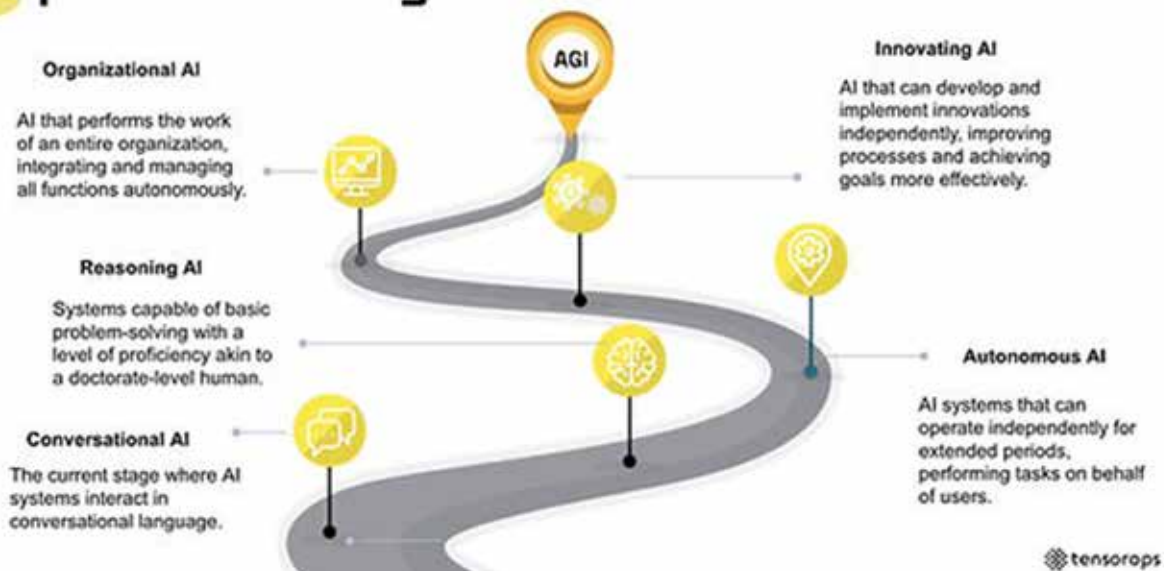 Organizational AI
AI that performs the work
of an entire organization,
integrating and managing
all functions autonomously.
AGI
Innovating AI
AI that can develop and
implement innovations
independently, improving
processes and achieving
goals more effectively.
Reasoning AI
Systems capable of basic
problem-solving with a
level of proficiency akin to
a doctorate-level human.
Autonomous AI
AI systems that can
operate independently for
extended periods,
performing tasks on behalf
of users.
Conversational AI
The current stage where AI
systems interact in
conversational language.
tensorops